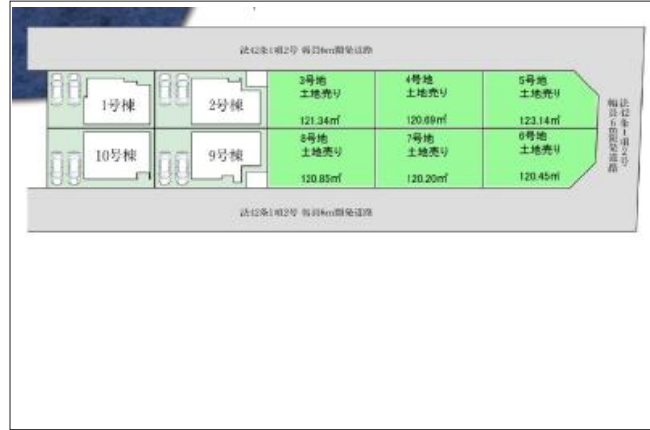 法42条1項2号 幅員6m開発道路
1号棟
2号棟
3号地
土地売り
121.34㎡
4号地
土地売り
120.69㎡
5号地
土地売り
123.14㎡
法42条1項2号
幅員6m開発道路
10号棟
9号棟
8号地
土地売り
120.85㎡
7号地
土地売り
120.20㎡
6号地
土地売り
120.45㎡
法42条1項2号 幅員6m開発道路